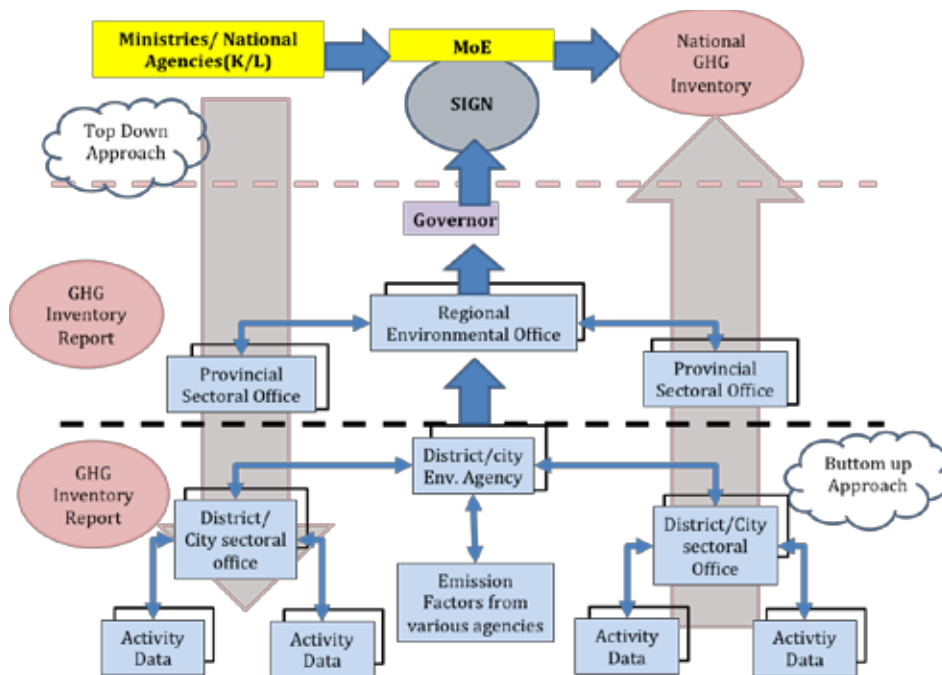 Ministries/ National
Agencies(K/L)
MoE
National
GHG
Inventory
SIGN
Top Down
Approach
Governor
GHG
Inventory
Report
Regional
Environmental Office
Provincial
Sectoral Office
Provincial
Sectoral Office
GHG
Inventory
Report
District/city
Env. Agency
Buttom up
Approach
District/
City sectoral
office
District/City
sectoral
Office
Emission
Factors from
various agencies
Activity
Data
Activity
Data
Activity
Data
Activtiy
Data